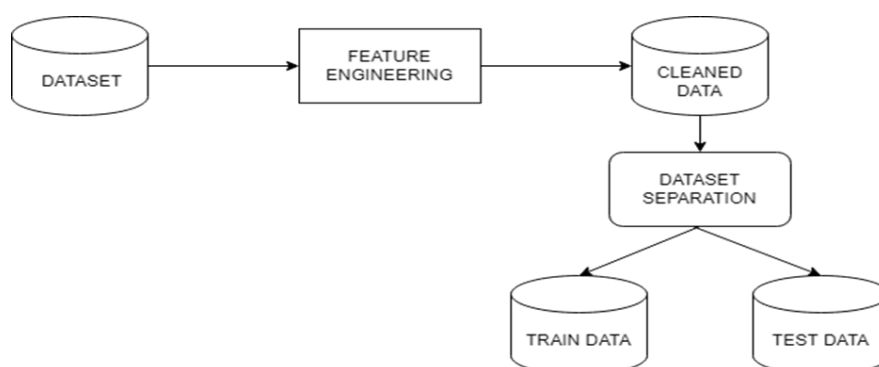 DATASET
FEATURE
ENGINEERING
CLEANED
DATA
DATASET
SEPARATION
TRAIN DATA
TEST DATA